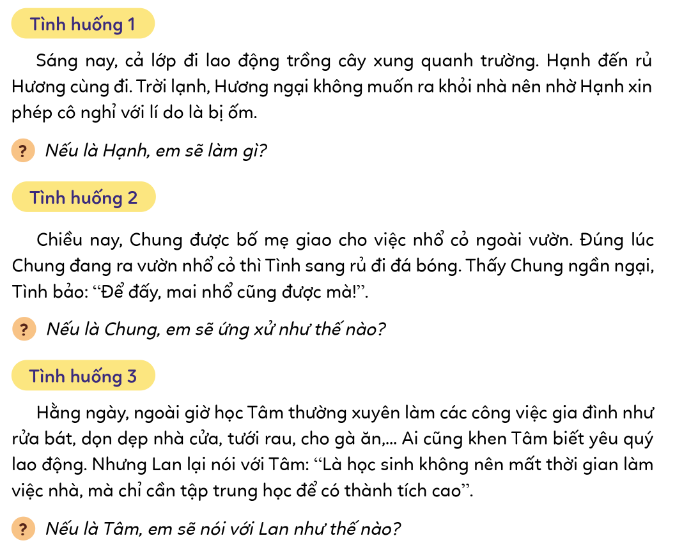 Tình huống 1
Sáng nay, cả lớp đi lao động trồng cây xung quanh trường. Hạnh đến rủ
Hương cùng đi. Trời lạnh, Hương ngại không muốn ra khỏi nhà nên nhờ Hạnh xin
phép cô nghỉ với lí do là bị ốm.
? Nếu là Hạnh, em sẽ làm gì?
Tình huống 2
Chiều nay, Chung được bố mẹ giao cho việc nhổ cỏ ngoài vườn. Đúng lúc
Chung đang ra vườn nhổ cỏ thì Tình sang rủ đi đá bóng. Thấy Chung ngần ngại,
Tình bảo: “Để đấy, mai nhổ cũng được mà!”.
? Nếu là Chung, em sẽ ứng xử như thế nào?
Tình huống 3
Hằng ngày, ngoài giờ học Tâm thường xuyên làm các công việc gia đình như
rửa bát, dọn dẹp nhà cửa, tưới rau, cho gà ăn,... Ai cũng khen Tâm biết yêu quý
lao động. Nhưng Lan lại nói với Tâm: “Là học sinh không nên mất thời gian làm
việc nhà, mà chỉ cần tập trung học để có thành tích cao”.
? Nếu là Tâm, em sẽ nói với Lan như thế nào?